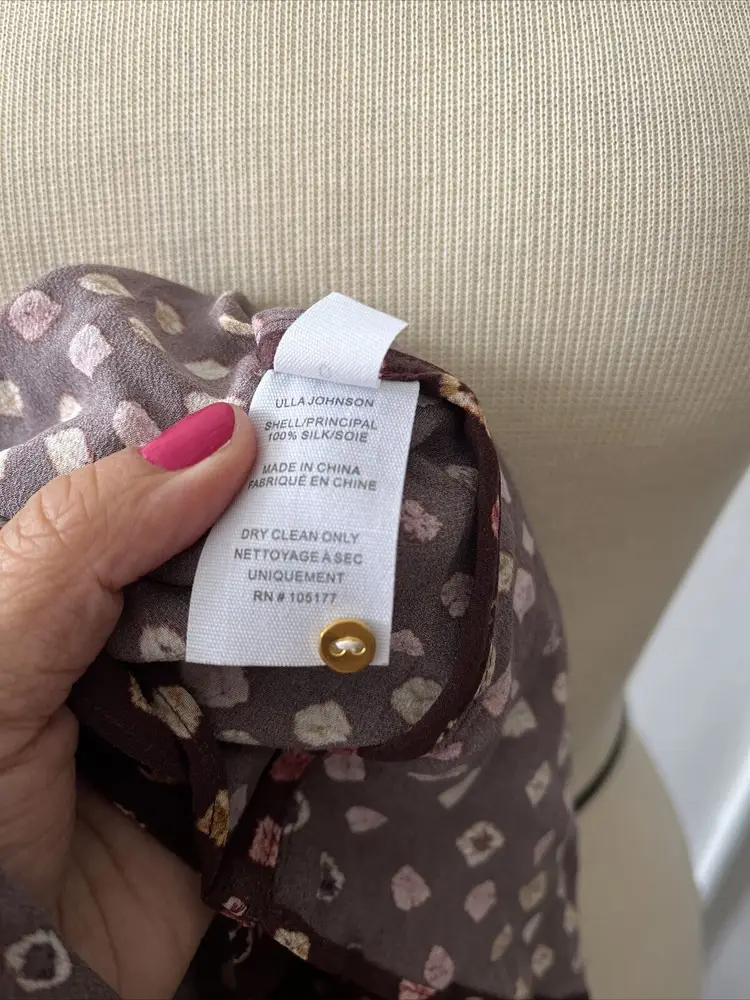 ULLA JOHNSON
SHELL/PRINCIPAL
100% SILK/SOIE
MADE IN CHINA
FABRIQUÉ EN CHINE
DRY CLEAN ONLY
NETTOYAGE À SEC
UNIQUEMENT
RN # 105177